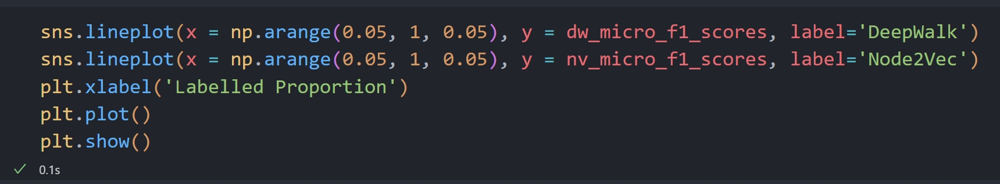 sns.lineplot(x = np.arange(0.05, 1, 0.05), y = dw_micro_f1_scores, label='DeepWalk')
sns.lineplot(x = np.arange(0.05, 1, 0.05), y = nv_micro_f1_scores, label='Node2Vec')
plt.xlabel('Labelled Proportion')
plt.plot()
plt.show()
✓ 0.1s